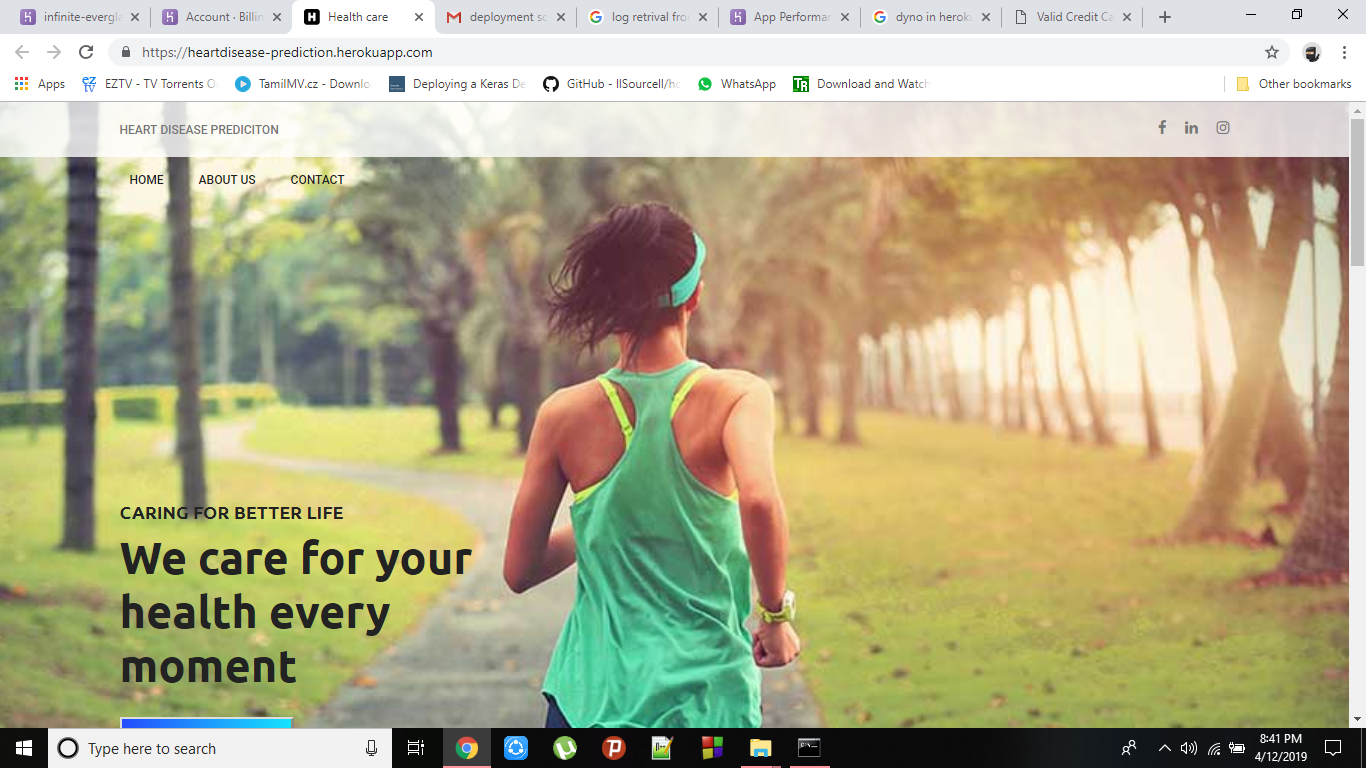 infinite-evergla
Account · Billin
Health care
deployment sc
log retrival fro
App Performan
dyno in heroku
Valid Credit Ca
https://heartdisease-prediction.herokuapp.com
Apps
EZTV - TV Torrents O
TamilMV.cz - Downlo
Deploying a Keras De
GitHub - llSourcell/ho
WhatsApp
Download and Watch
Other bookmarks
HEART DISEASE PREDICITON
HOME ABOUT US CONTACT
CARING FOR BETTER LIFE
We care for your
health every
moment
Type here to search
8:41 PM
4/12/2019